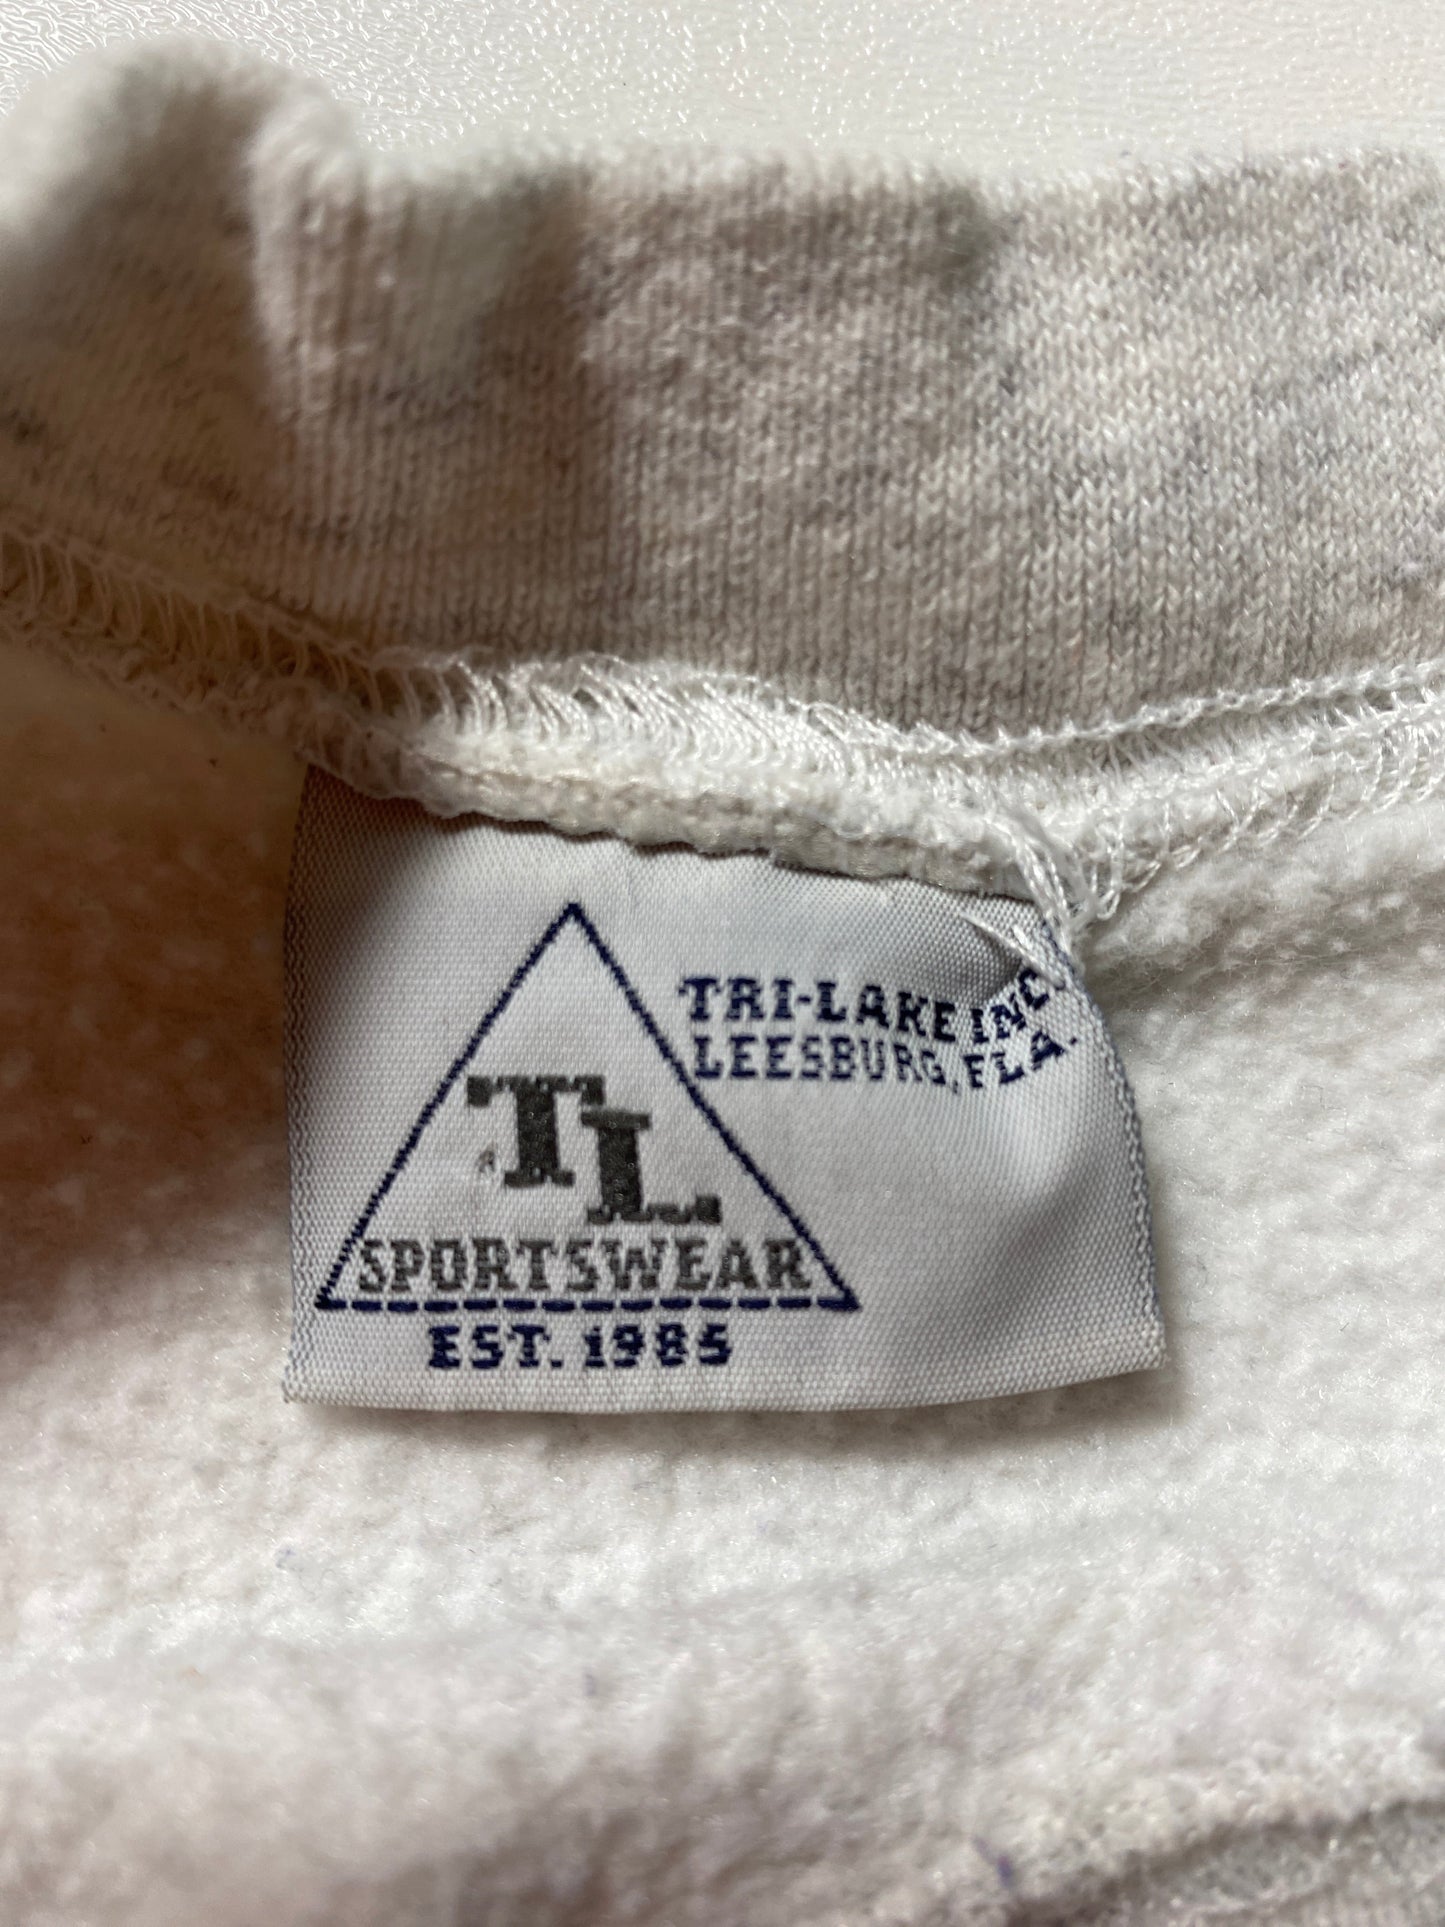 TRI-LAKE INC.
LEESBURG, FLA.
TL
SPORTSWEAR
EST. 1985